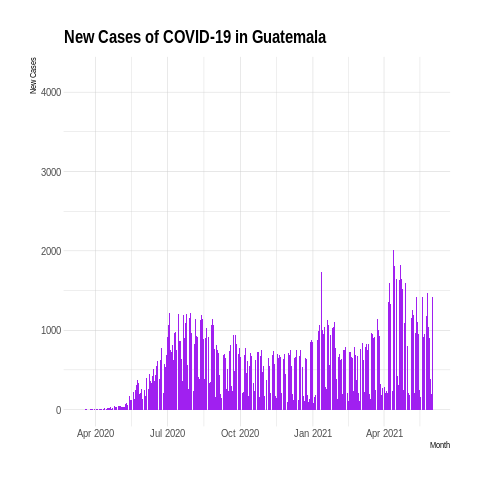 New Cases of COVID-19 in Guatemala
New Cases
4000
3000
2000
1000
0
Apr 2020 Jul 2020 Oct 2020 Jan 2021 Apr 2021
Month